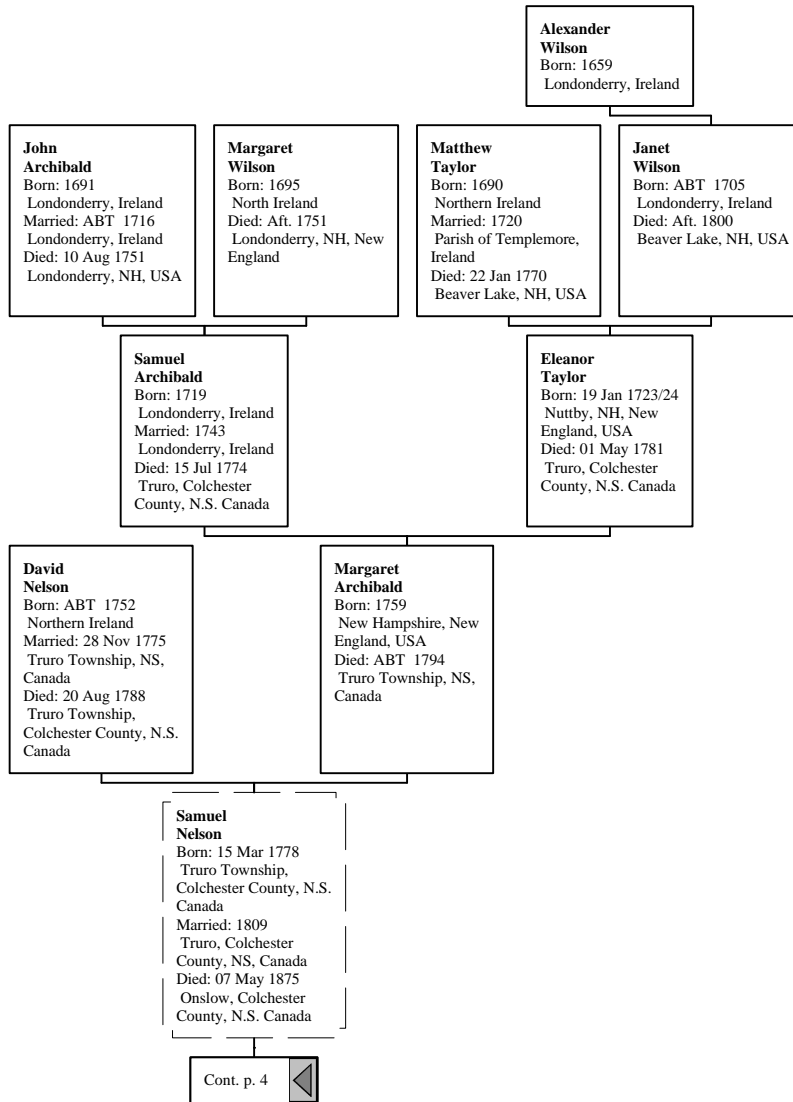 Alexander
Wilson
Born: 1659
Londonderry, Ireland
John
Archibald
Born: 1691
Londonderry, Ireland
Married: ABT 1716
Londonderry, Ireland
Died: 10 Aug 1751
Londonderry, NH, USA
Margaret
Wilson
Born: 1695
North Ireland
Died: Aft. 1751
Londonderry, NH, New
England
Matthew
Taylor
Born: 1690
Northern Ireland
Married: 1720
Parish of Templemore,
Ireland
Died: 22 Jan 1770
Beaver Lake, NH, USA
Janet
Wilson
Born: ABT 1705
Londonderry, Ireland
Died: Aft. 1800
Beaver Lake, NH, USA
Samuel
Archibald
Born: 1719
Londonderry, Ireland
Married: 1743
Londonderry, Ireland
Died: 15 Jul 1774
Truro, Colchester
County, N.S. Canada
Eleanor
Taylor
Born: 19 Jan 1723/24
Nuttby, NH, New
England, USA
Died: 01 May 1781
Truro, Colchester
County, N.S. Canada
David
Nelson
Born: ABT 1752
Northern Ireland
Married: 28 Nov 1775
Truro Township, NS,
Canada
Died: 20 Aug 1788
Truro Township,
Colchester County, N.S.
Canada
Margaret
Archibald
Born: 1759
New Hampshire, New
England, USA
Died: ABT 1794
Truro Township, NS,
Canada
Samuel
Nelson
Born: 15 Mar 1778
Truro Township,
Colchester County, N.S.
Canada
Married: 1809
Truro, Colchester
County, NS, Canada
Died: 07 May 1875
Onslow, Colchester
County, N.S. Canada
Cont. p. 4